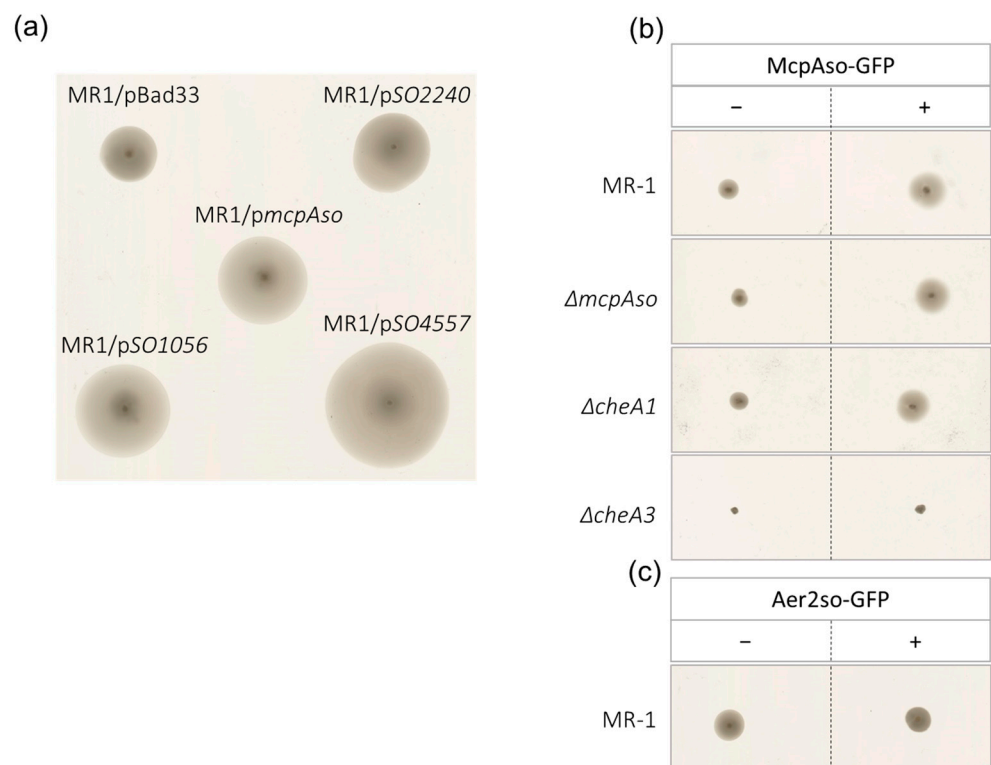 (a)
MR1/pBad33
MR1/pSO2240
MR1/pmcpAso
MR1/pSO1056
MR1/pSO4557
(b)
McpAso-GFP
− +
MR-1
ΔmcpAso
ΔcheA1
ΔcheA3
(c)
Aer2so-GFP
− +
MR-1